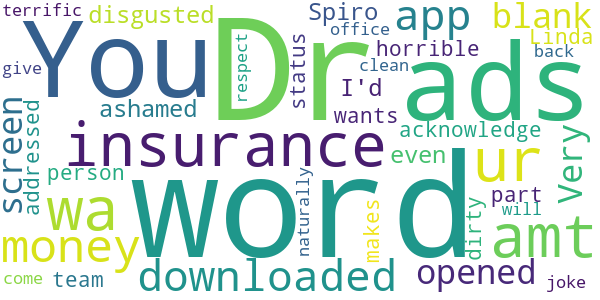 terrific disgusted Spiro app blank
You Dr office Linda
give respect status horrible ads back
clean
screen addressed ashamed I'd wants acknowledge Very
insurance even ur
person word part
wa naturally will
money makes dirty amt
come team downloaded opened joke